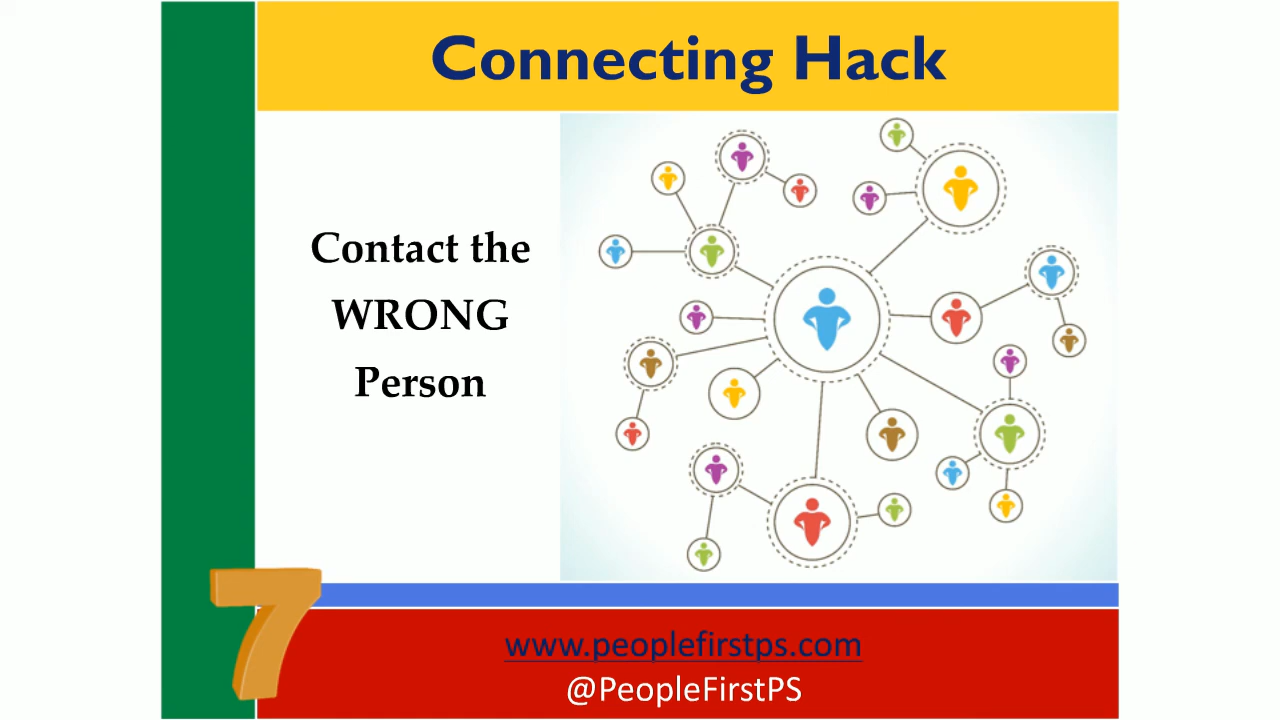 Connecting Hack
Contact the
WRONG
Person
7
www.peoplefirstps.com
@PeopleFirstPS